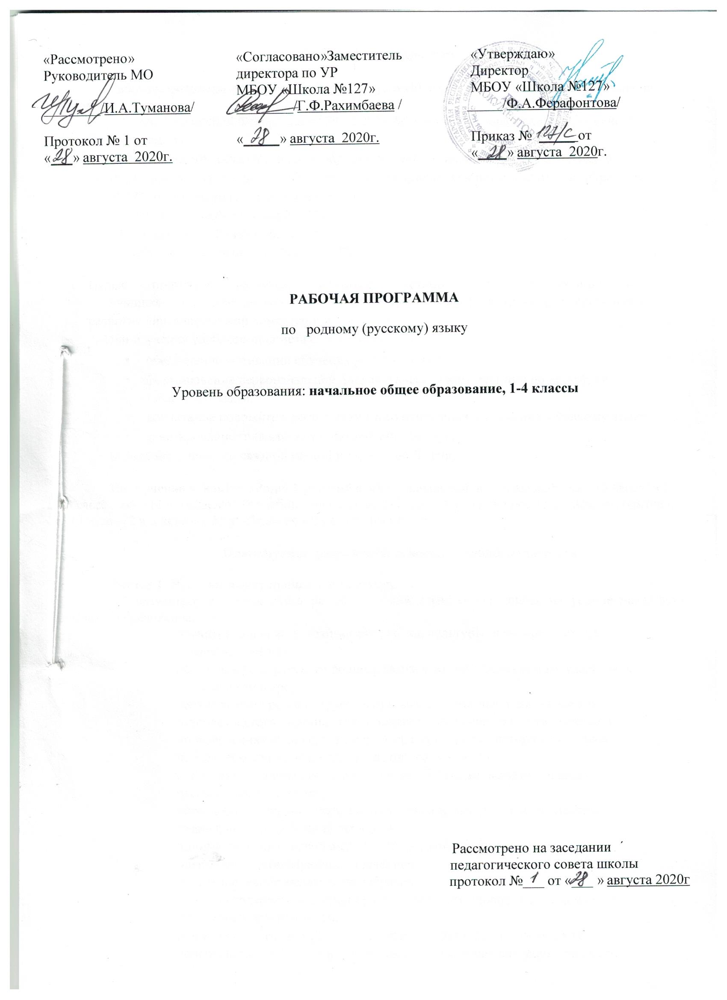 «Рассмотрено»
Руководитель МО
/И.А.Туманова/
Протокол № 1 от
«28» августа 2020г.
«Согласовано»Заместитель
директора по УР
МБОУ «Школа №127»
/Г.Ф.Рахимбаева /
«28» августа 2020г.
«Утверждаю»
Директор
МБОУ «Школа №127»
/Ф.А.Ферафонтова/
Приказ № 127/с от
«28» августа 2020г.
РАБОЧАЯ ПРОГРАММА
по родному (русскому) языку
Уровень образования: начальное общее образование, 1-4 классы
Рассмотрено на заседании
педагогического совета школы
протокол № 1 от «28 » августа 2020г